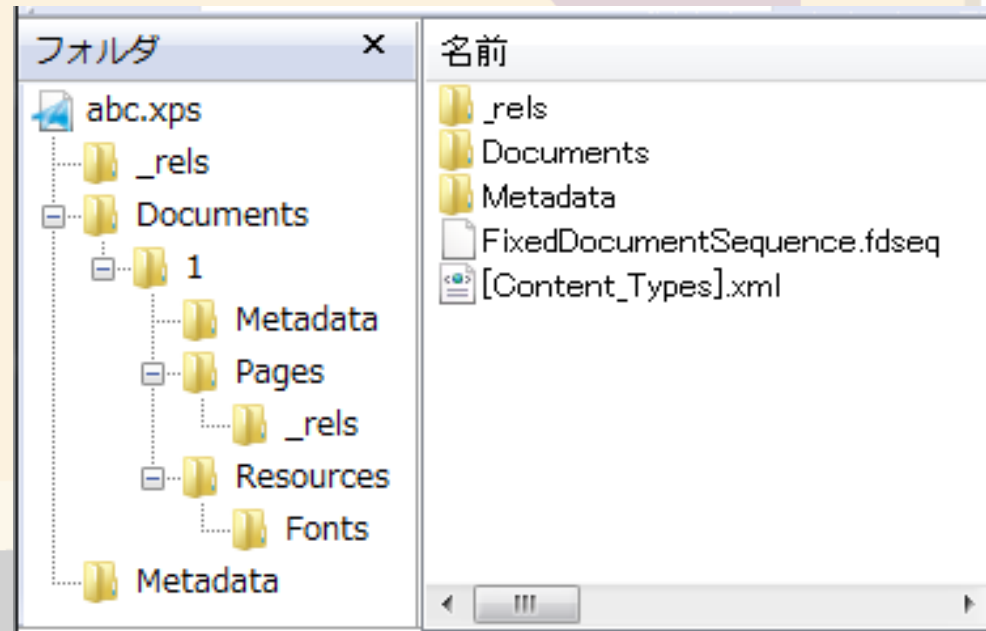 フォルダ ×
abc.xps
_rels
Documents
1
Metadata
Pages
_rels
Resources
Fonts
Metadata
名前
_rels
Documents
Metadata
FixedDocumentSequence.fdseq
[Content_Types].xml